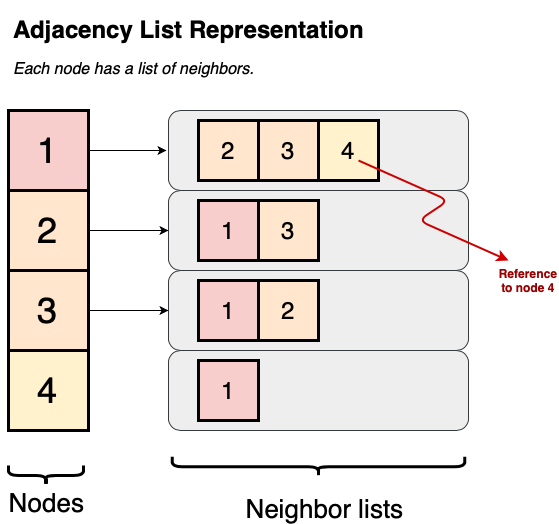 Adjacency List Representation
Each node has a list of neighbors.
1
2 3 4
2
1 3
Reference
to node 4
3
1 2
4
1
Nodes
Neighbor lists